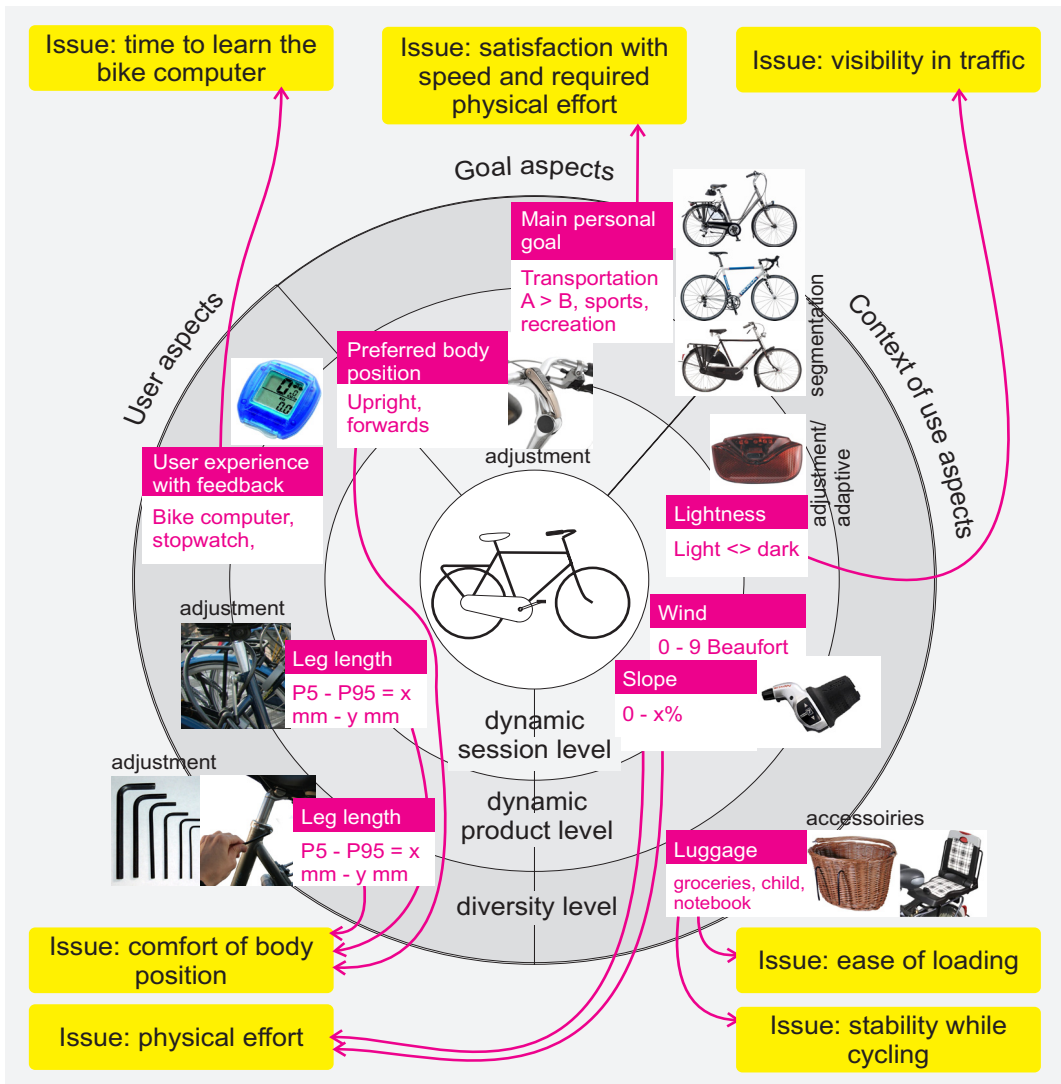 Issue: time to learn the
bike computer
Issue: satisfaction with
speed and required
physical effort
Issue: visibility in traffic
Goal aspects
User aspects
Context of use aspects
Main personal
goal
Transportation
A > B, sports,
recreation
segmentation
Preferred body
position
Upright,
forwards
adjustment
User experience
with feedback
Bike computer,
stopwatch,
adjustment/
adaptive
Lightness
Light <> dark
Wind
0 - 9 Beaufort
Slope
0 - x%
adjustment
Leg length
P5 - P95 = x
mm - y mm
adjustment
Leg length
P5 - P95 = x
mm - y mm
dynamic
session level
dynamic
product level
diversity level
accessoiries
Luggage
groceries, child,
notebook
Issue: comfort of body
position
Issue: physical effort
Issue: ease of loading
Issue: stability while
cycling